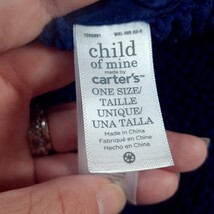 child
of mine
made by
carter's™
ONE SIZE/
TAILLE
UNIQUE/
UNA TALLA
Made in China
Fabriqué en Chine
Hecho en China